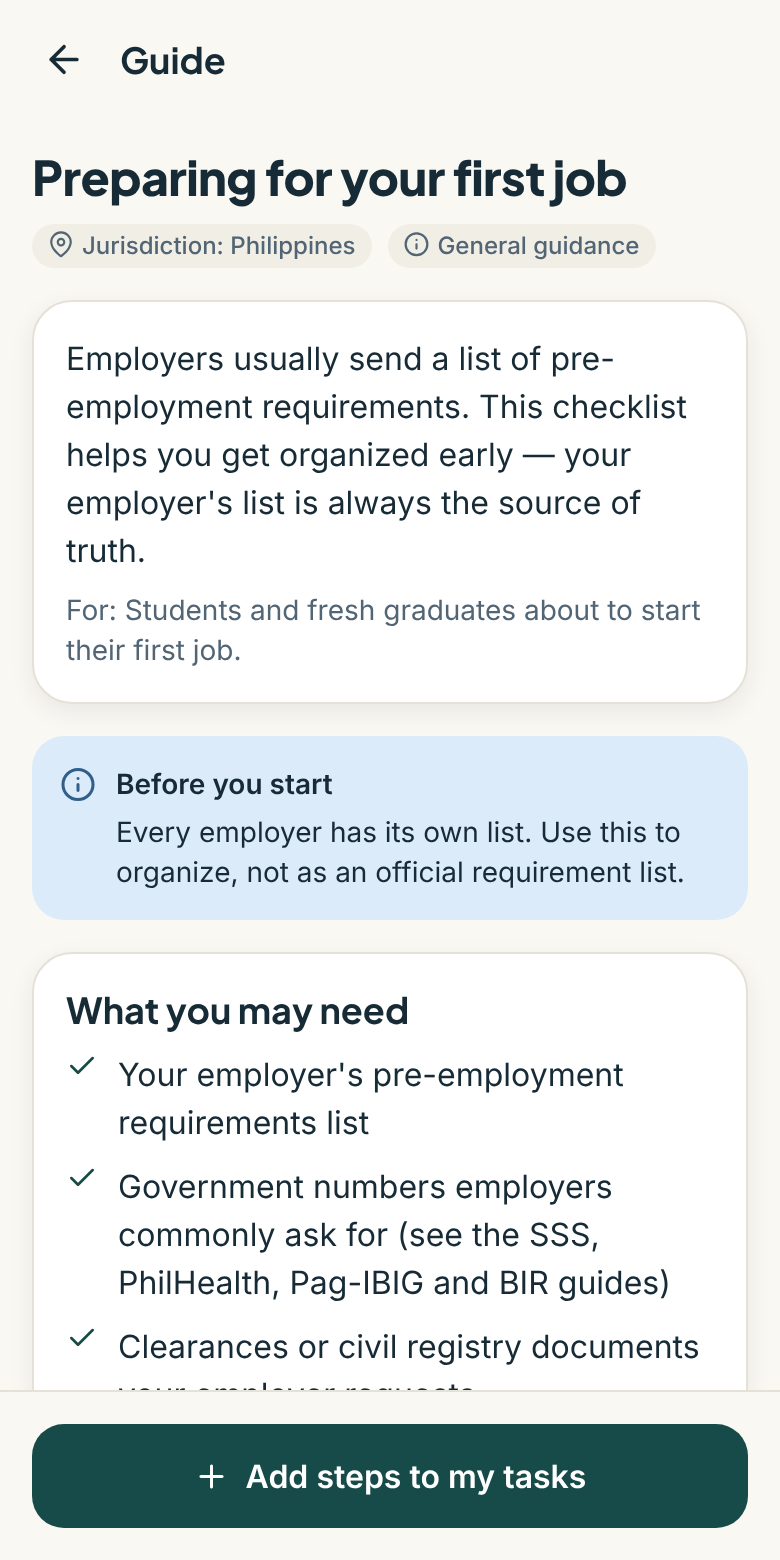 Guide
Preparing for your first job
Jurisdiction: Philippines
General guidance
Employers usually send a list of pre-
employment requirements. This checklist
helps you get organized early — your
employer's list is always the source of
truth.
For: Students and fresh graduates about to start
their first job.
Before you start
Every employer has its own list. Use this to
organize, not as an official requirement list.
What you may need
Your employer's pre-employment
requirements list
Government numbers employers
commonly ask for (see the SSS,
PhilHealth, Pag-IBIG and BIR guides)
Clearances or civil registry documents
your employer requests
Add steps to my tasks